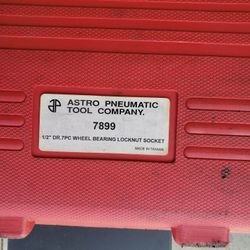 ASTRO PNEUMATIC
TOOL COMPANY.
7899
1/2" DR.7PC WHEEL BEARING LOCKNUT SOCKET
MADE IN TAIWAN